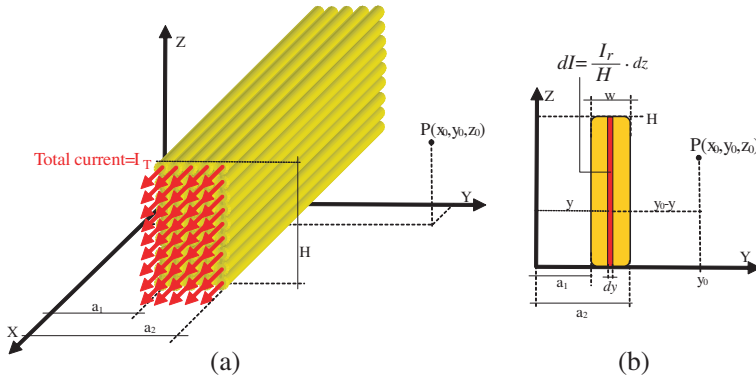 Z
P(x₀,y₀,z₀)
Total current=I_T
Y
H
a₁
a₂
X
(a)
dI= I_r/H · dz
w
Z
H
P(x₀,y₀,z₀)
y
y₀-y
Y
a₁
dy
y₀
a₂
(b)